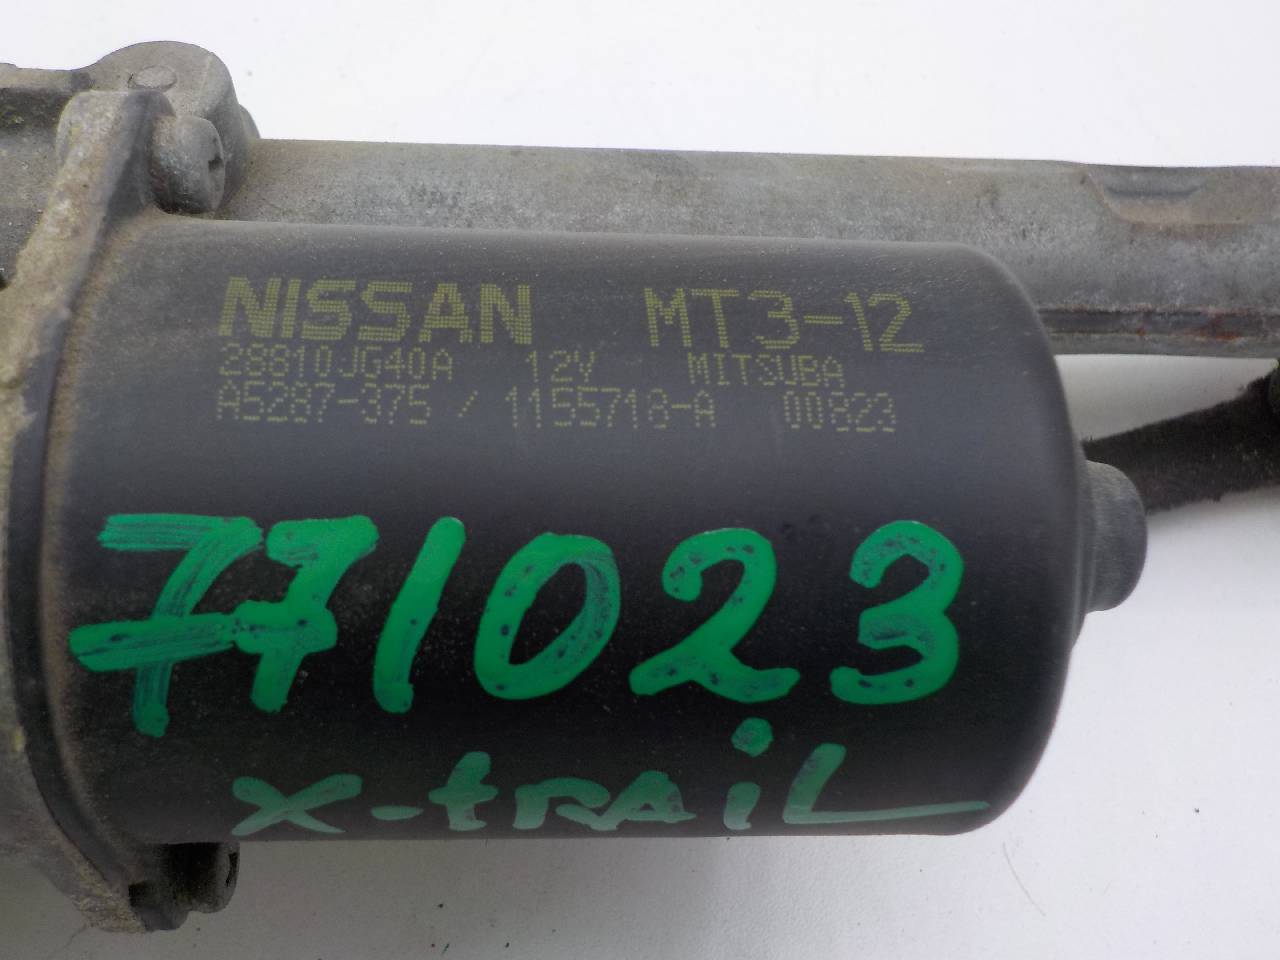 NISSAN MT3-12
28810JG40A 12V MITSUBA
A5287-375 / 1155718-A 00823
771023
x-trail